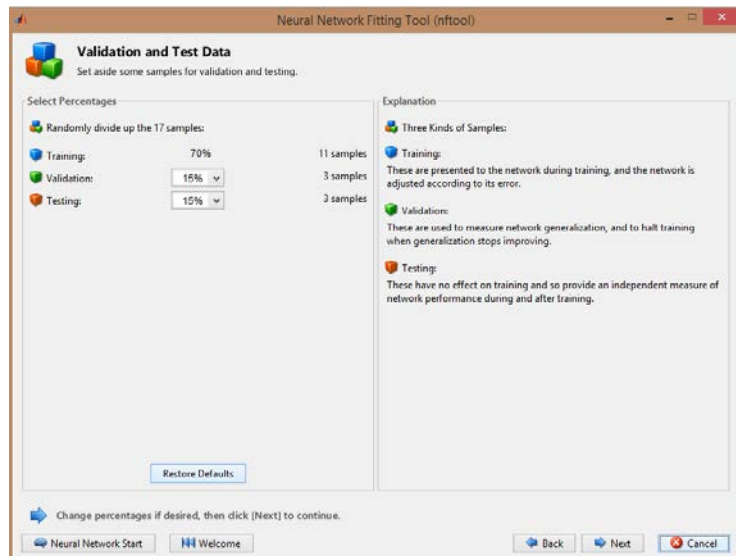 Neural Network Fitting Tool (nftool)
Validation and Test Data
Set aside some samples for validation and testing.
Select Percentages
Randomly divide up the 17 samples:
Training: 70% 11 samples
Validation: 15% 3 samples
Testing: 15% 3 samples
Restore Defaults
Explanation
Three Kinds of Samples:
Training:
These are presented to the network during training, and the network is
adjusted according to its error.
Validation:
These are used to measure network generalization, and to halt training
when generalization stops improving.
Testing:
These have no effect on training and so provide an independent measure of
network performance during and after training.
Change percentages if desired, then click [Next] to continue.
Neural Network Start Welcome Back Next Cancel